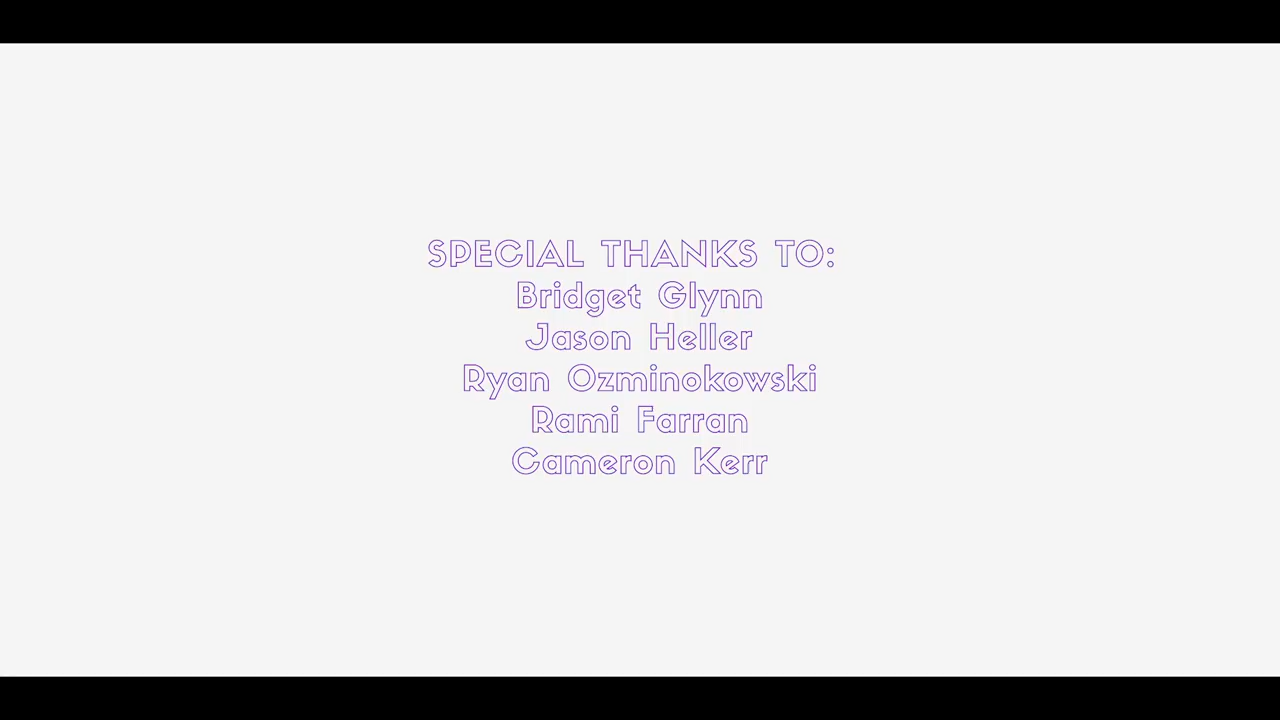 SPECIAL THANKS TO:
Bridget Glynn
Jason Heller
Ryan Ozminokowski
Rami Farran
Cameron Kerr